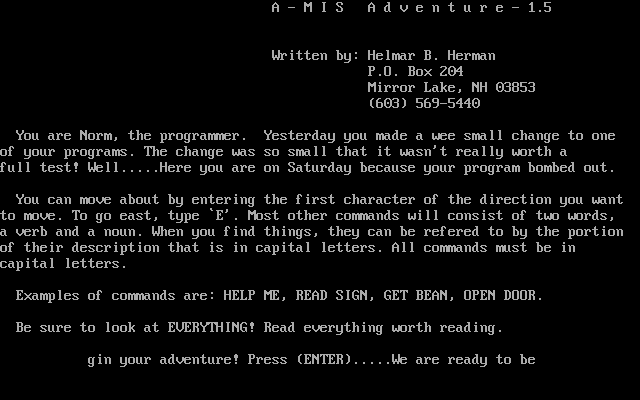 A - M I S   A d v e n t u r e - 1.5
Written by: Helmar B. Herman
P.O. Box 204
Mirror Lake, NH 03853
(603) 569-5440
You are Norm, the programmer.  Yesterday you made a wee small change to one
of your programs. The change was so small that it wasn't really worth a
full test! Well.....Here you are on Saturday because your program bombed out.
You can move about by entering the first character of the direction you want
to move. To go east, type `E'. Most other commands will consist of two words,
a verb and a noun. When you find things, they can be refered to by the portion
of their description that is in capital letters. All commands must be in
capital letters.
Examples of commands are: HELP ME, READ SIGN, GET BEAN, OPEN DOOR.
Be sure to look at EVERYTHING! Read everything worth reading.
gin your adventure! Press (ENTER).....We are ready to be